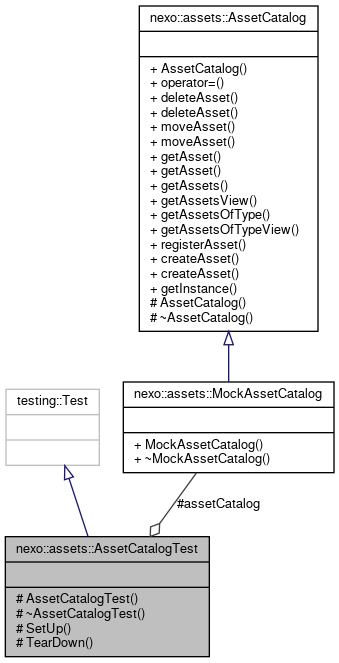 nexo::assets::AssetCatalog
+ AssetCatalog()
+ operator=()
+ deleteAsset()
+ deleteAsset()
+ moveAsset()
+ moveAsset()
+ getAsset()
+ getAsset()
+ getAssets()
+ getAssetsView()
+ getAssetsOfType()
+ getAssetsOfTypeView()
+ registerAsset()
+ createAsset()
+ createAsset()
+ getInstance()
# AssetCatalog()
# ~AssetCatalog()
testing::Test
nexo::assets::MockAssetCatalog
+ MockAssetCatalog()
+ ~MockAssetCatalog()
#assetCatalog
nexo::assets::AssetCatalogTest
# AssetCatalogTest()
# ~AssetCatalogTest()
# SetUp()
# TearDown()